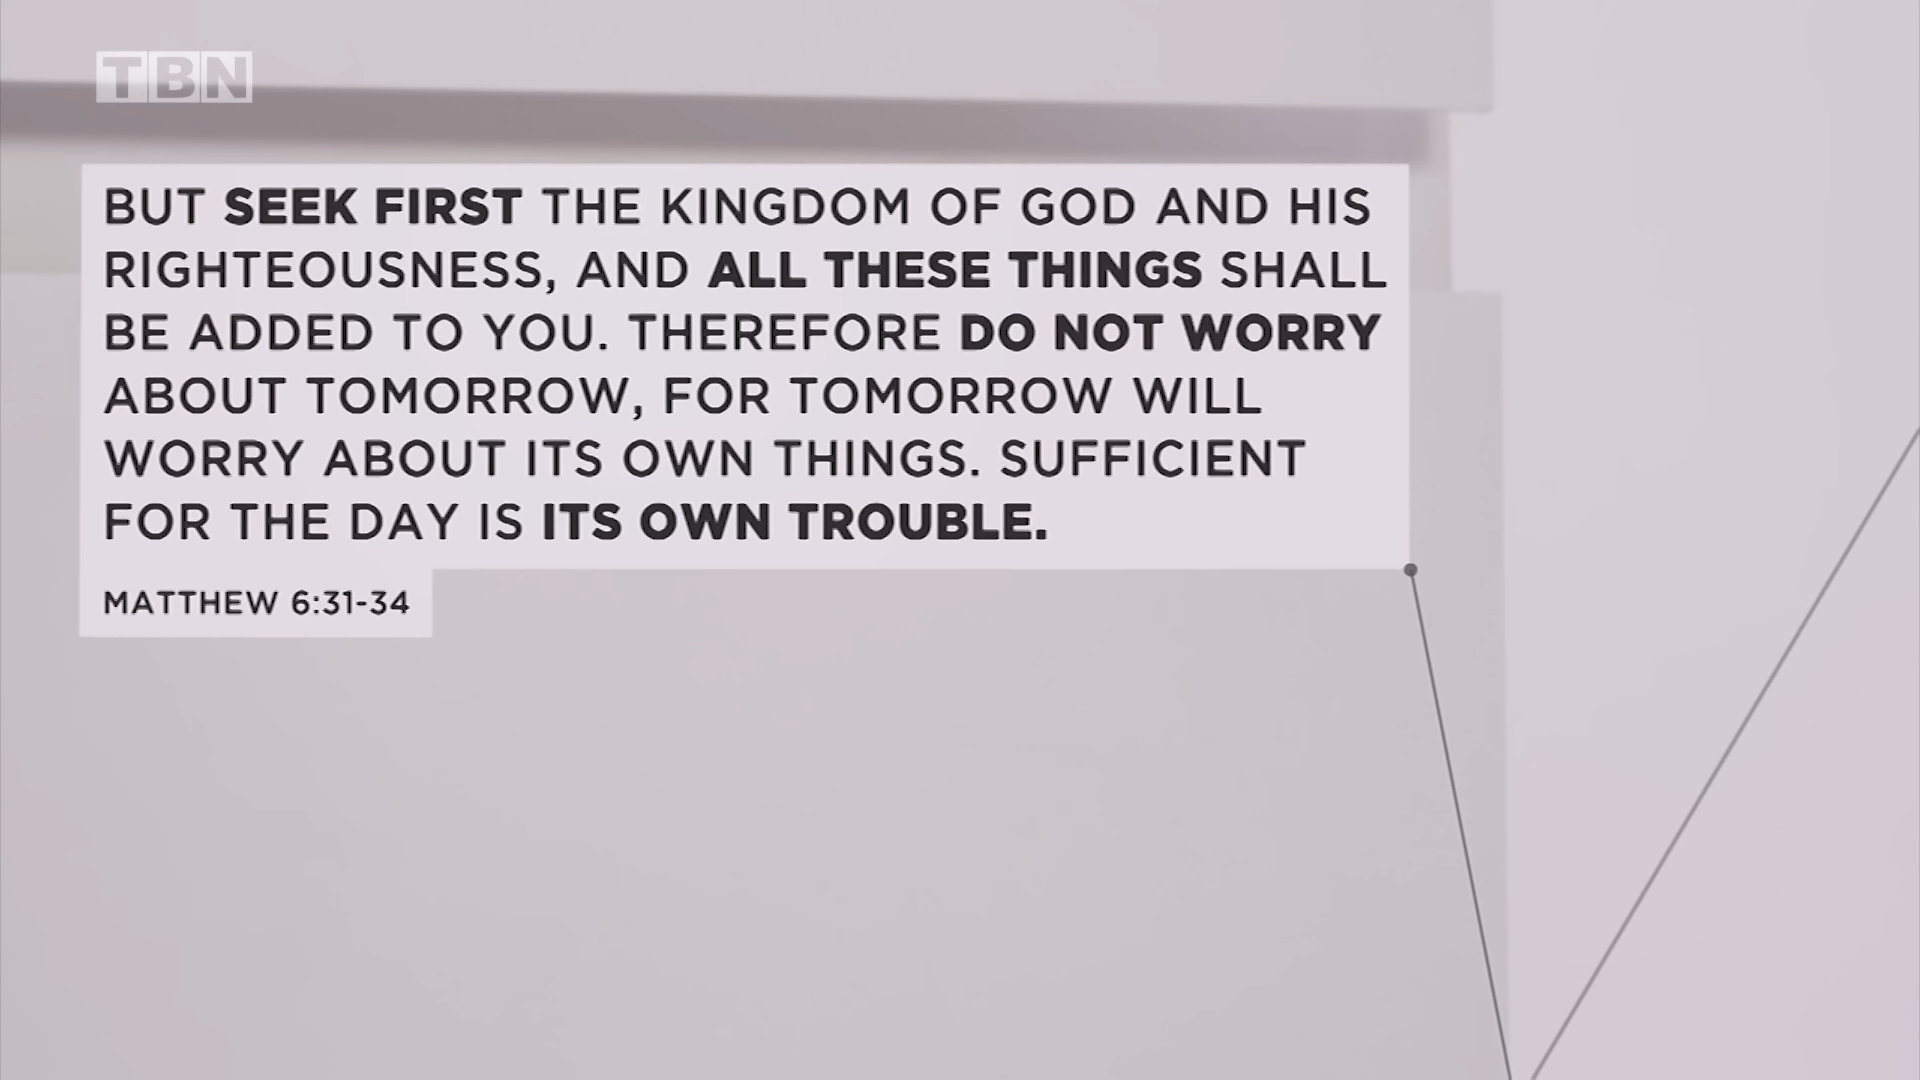 TBN
BUT SEEK FIRST THE KINGDOM OF GOD AND HIS
RIGHTEOUSNESS, AND ALL THESE THINGS SHALL
BE ADDED TO YOU. THEREFORE DO NOT WORRY
ABOUT TOMORROW, FOR TOMORROW WILL
WORRY ABOUT ITS OWN THINGS. SUFFICIENT
FOR THE DAY IS ITS OWN TROUBLE.
MATTHEW 6:31-34